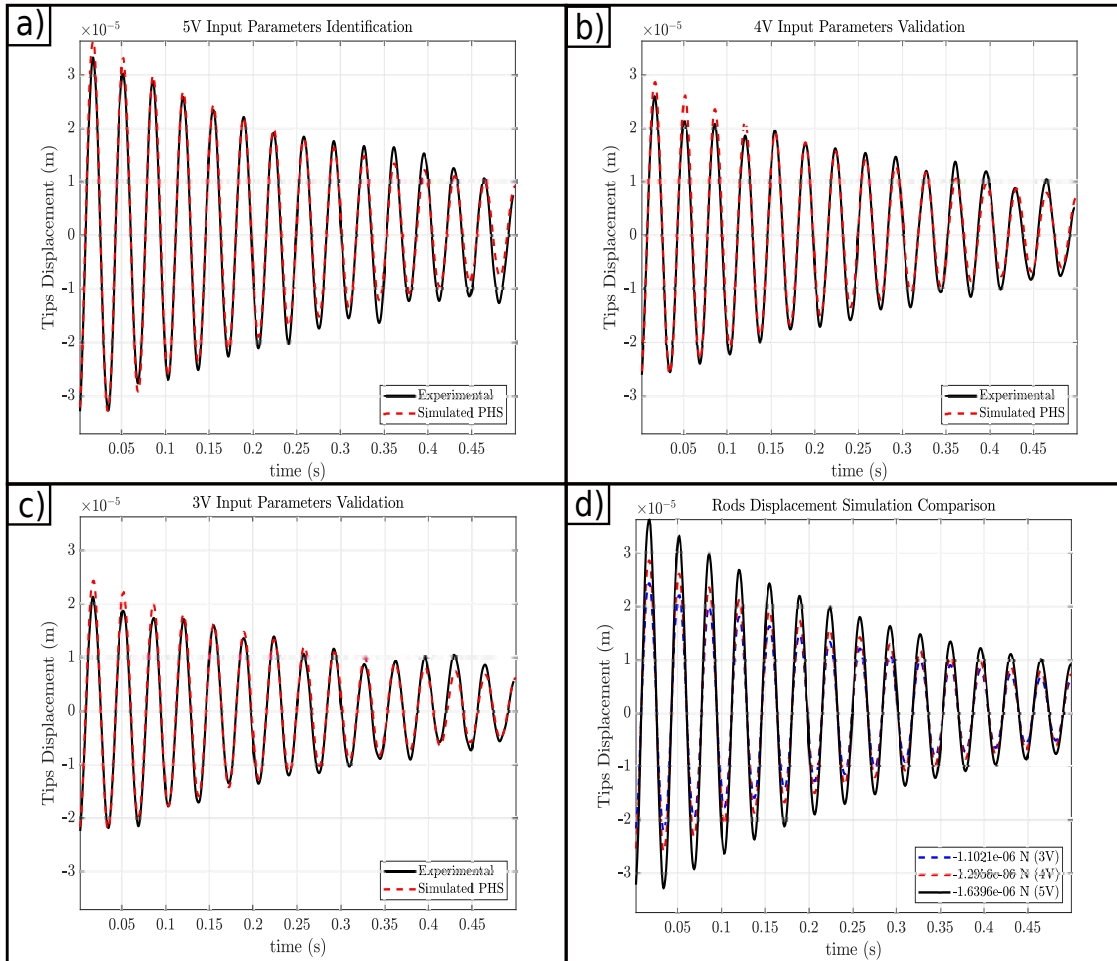 a)
×10⁻⁵
5V Input Parameters Identification
3
2
1
0
-1
-2
-3
Tips Displacement (m)
Experimental
Simulated PHS
0.05 0.1 0.15 0.2 0.25 0.3 0.35 0.4 0.45
time (s)
b)
×10⁻⁵
4V Input Parameters Validation
3
2
1
0
-1
-2
-3
Tips Displacement (m)
Experimental
Simulated PHS
0.05 0.1 0.15 0.2 0.25 0.3 0.35 0.4 0.45
time (s)
c)
×10⁻⁵
3V Input Parameters Validation
3
2
1
0
-1
-2
-3
Tips Displacement (m)
Experimental
Simulated PHS
0.05 0.1 0.15 0.2 0.25 0.3 0.35 0.4 0.45
time (s)
d)
×10⁻⁵
Rods Displacement Simulation Comparison
3
2
1
0
-1
-2
-3
Tips Displacement (m)
-1.1021e-06 N (3V)
-1.2956e-06 N (4V)
-1.6396e-06 N (5V)
0.05 0.1 0.15 0.2 0.25 0.3 0.35 0.4 0.45
time (s)